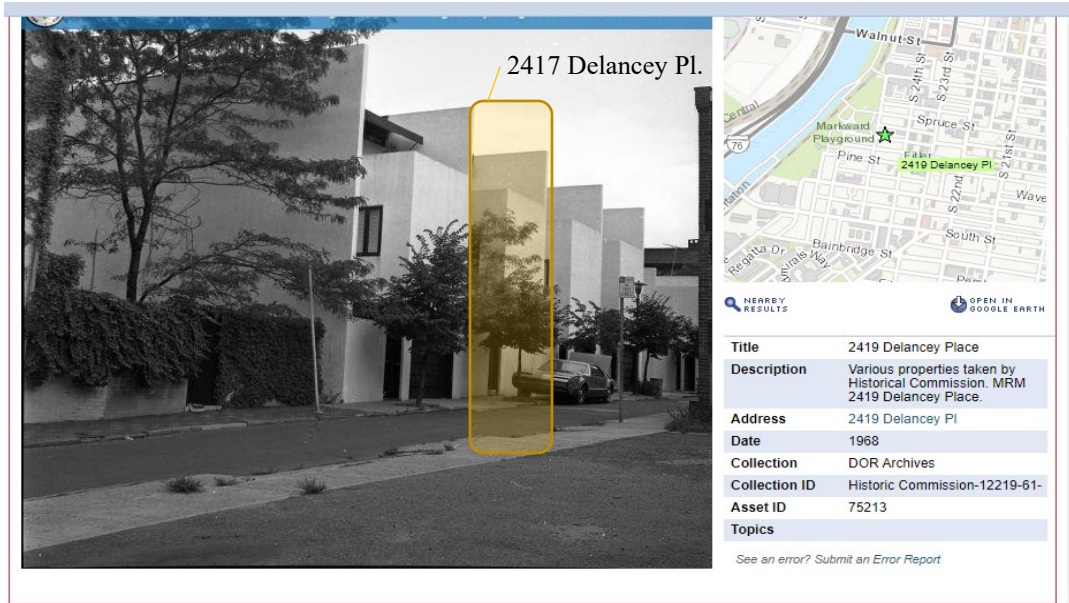 2417 Delancey Pl.
Walnut St
S 24th St
S 23rd St
Central
Spruce St
Markward
Playground
76
Pine St
S 21st St
2419 Delancey Pl
S 22nd
Wave
South St
Bainbridge St
Regatta Dr
NEARBY
RESULTS
OPEN IN
GOOGLE EARTH
Title 2419 Delancey Place
Description Various properties taken by
Historical Commission. MRM
2419 Delancey Place.
Address 2419 Delancey Pl
Date 1968
Collection DOR Archives
Collection ID Historic Commission-12219-61-
Asset ID 75213
Topics
See an error? Submit an Error Report